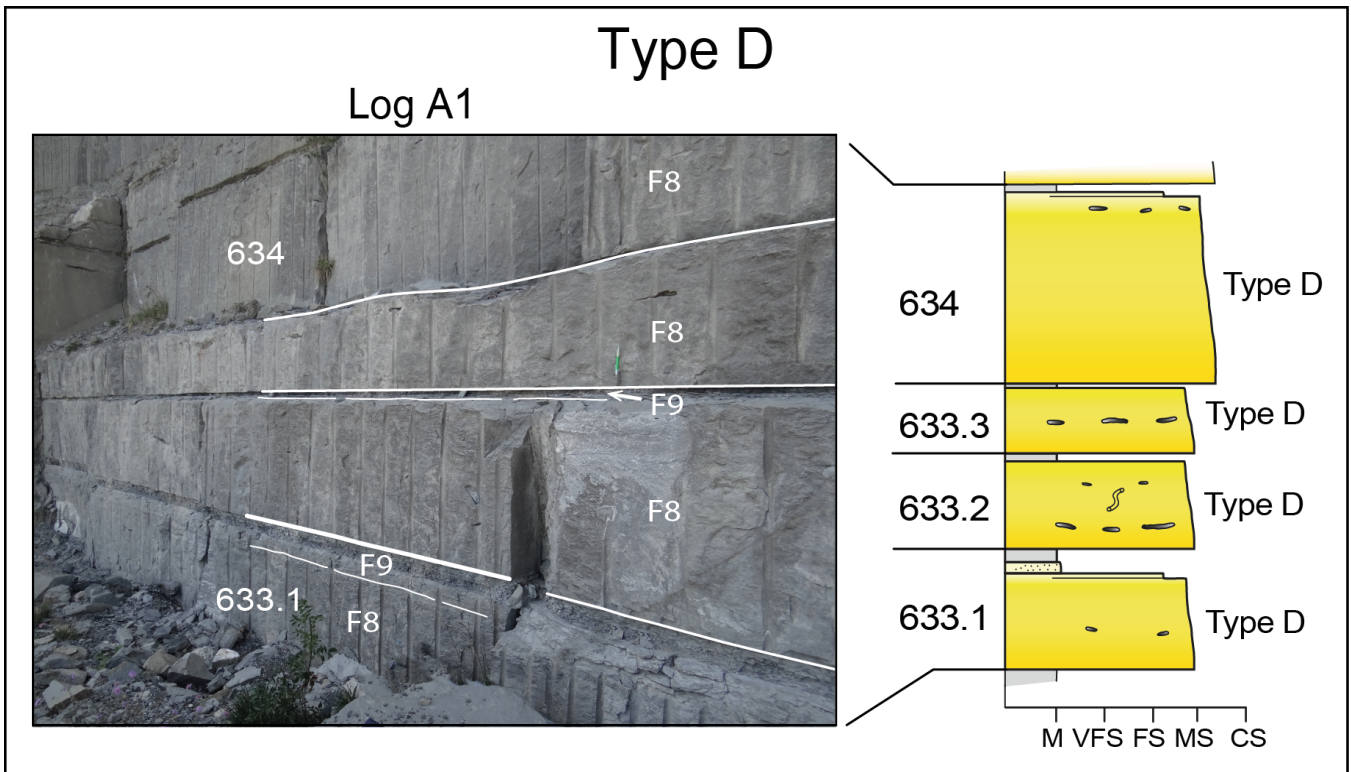 Type D
Log A1
F8
634
F8
F9
F8
F9
633.1
F8
634
Type D
633.3
Type D
633.2
Type D
633.1
Type D
M VFS FS MS CS